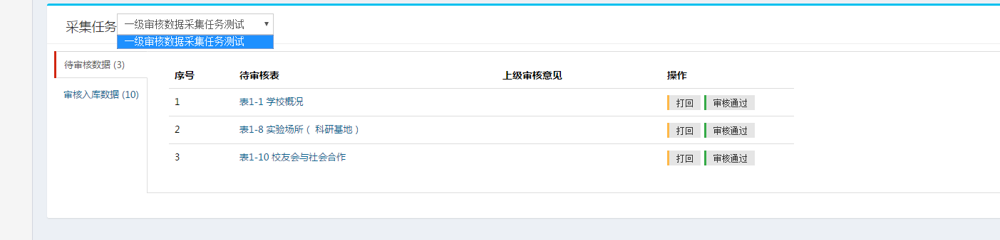 采集任务 一级审核数据采集任务测试
一级审核数据采集任务测试
待审核数据 (3)
审核入库数据 (10)
序号 待审核表 上级审核意见 操作
1 表1-1 学校概况 打回 审核通过
2 表1-8 实验场所（ 科研基地） 打回 审核通过
3 表1-10 校友会与社会合作 打回 审核通过